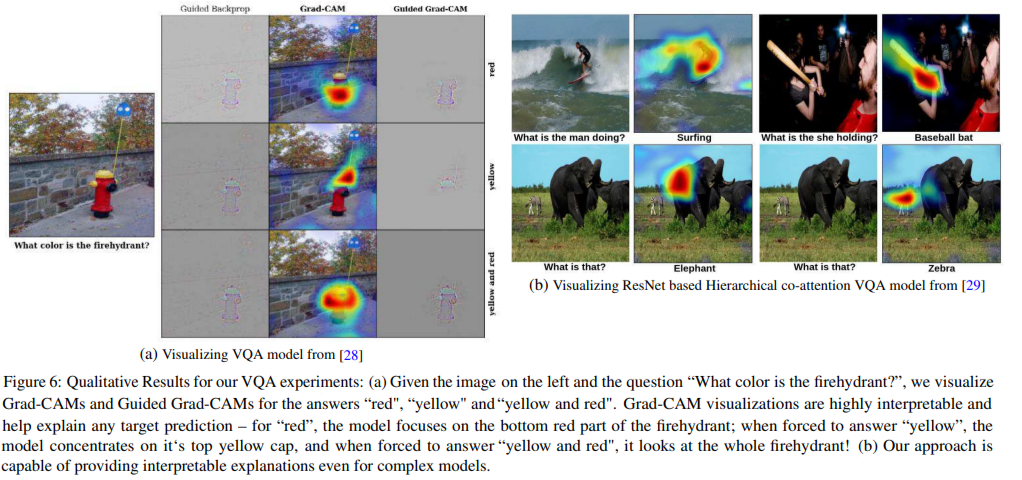 Guided Backprop
Grad-CAM
Guided Grad-CAM
red
yellow
yellow and red
What color is the firehydrant?
(a) Visualizing VQA model from [28]
What is the man doing?
Surfing
What is the she holding?
Baseball bat
What is that?
Elephant
What is that?
Zebra
(b) Visualizing ResNet based Hierarchical co-attention VQA model from [29]
Figure 6: Qualitative Results for our VQA experiments: (a) Given the image on the left and the question “What color is the firehydrant?”, we visualize
Grad-CAMs and Guided Grad-CAMs for the answers “red", “yellow" and “yellow and red". Grad-CAM visualizations are highly interpretable and
help explain any target prediction – for “red”, the model focuses on the bottom red part of the firehydrant; when forced to answer “yellow”, the
model concentrates on it‘s top yellow cap, and when forced to answer “yellow and red", it looks at the whole firehydrant! (b) Our approach is
capable of providing interpretable explanations even for complex models.